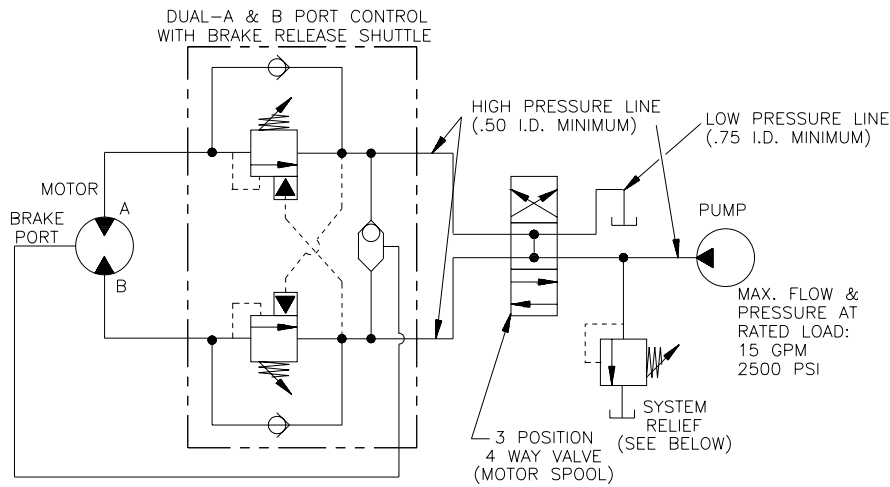 DUAL-A & B PORT CONTROL
WITH BRAKE RELEASE SHUTTLE
HIGH PRESSURE LINE
(.50 I.D. MINIMUM)
LOW PRESSURE LINE
(.75 I.D. MINIMUM)
MOTOR
A
BRAKE
PORT
B
PUMP
MAX. FLOW &
PRESSURE AT
RATED LOAD:
15 GPM
2500 PSI
SYSTEM
RELIEF
(SEE BELOW)
3 POSITION
4 WAY VALVE
(MOTOR SPOOL)